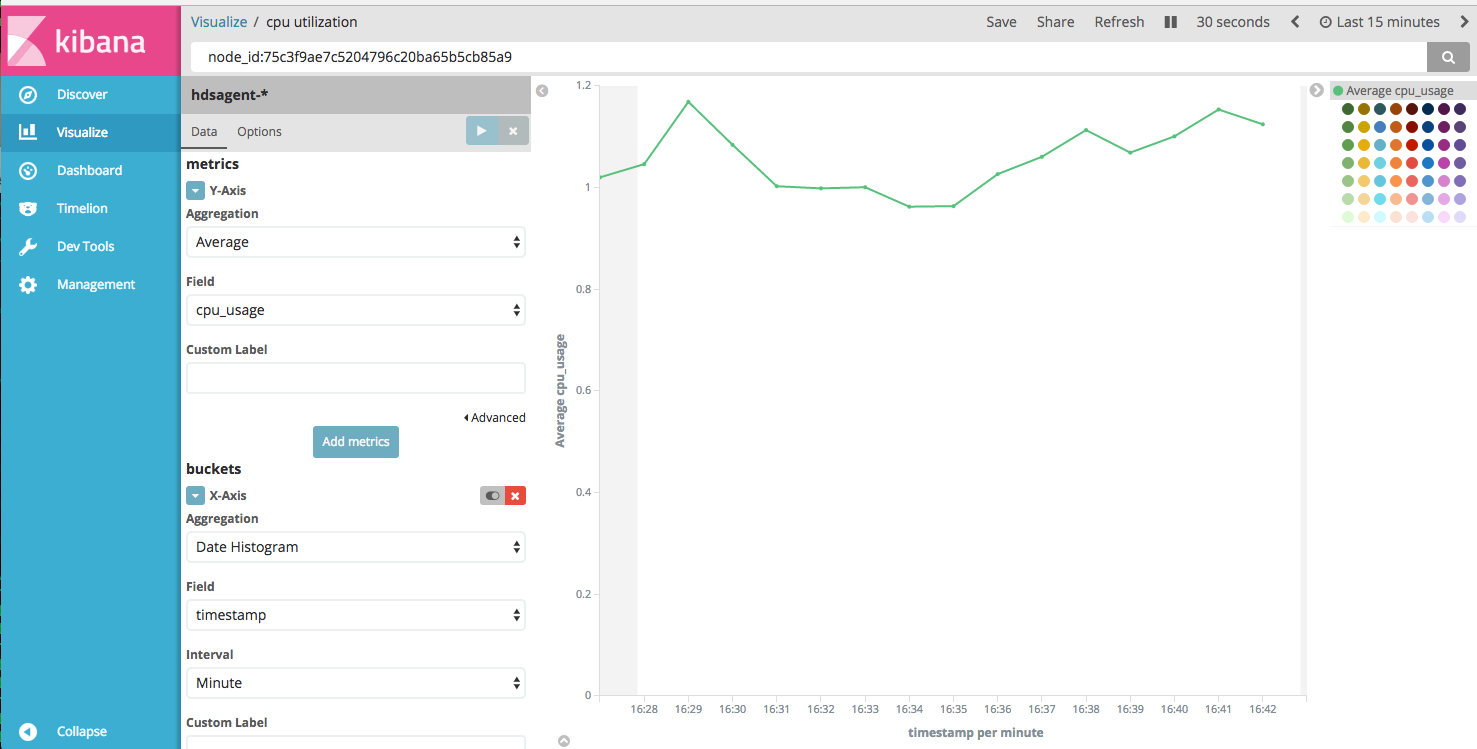 kibana
Discover
Visualize
Dashboard
Timelion
Dev Tools
Management
Collapse
Visualize / cpu utilization
Save Share Refresh 30 seconds Last 15 minutes
node_id:75c3f9ae7c5204796c20ba65b5cb85a9
hdsagent-*
Data Options
metrics
Y-Axis
Aggregation
Average
Field
cpu_usage
Custom Label
Advanced
Add metrics
buckets
X-Axis
Aggregation
Date Histogram
Field
timestamp
Interval
Minute
Custom Label
Average cpu_usage
1.2
1
0.8
0.6
0.4
0.2
0
16:28 16:29 16:30 16:31 16:32 16:33 16:34 16:35 16:36 16:37 16:38 16:39 16:40 16:41 16:42
timestamp per minute
Average cpu_usage